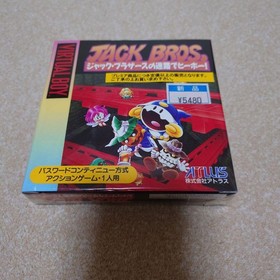 VIRTUAL BOY
JACK BROS.
ジャック・ブラザースの迷路でヒーホー!
新品
¥5480
パスワードコンティニュー方式
アクションゲーム・1人用
ATLUS
株式会社アトラス